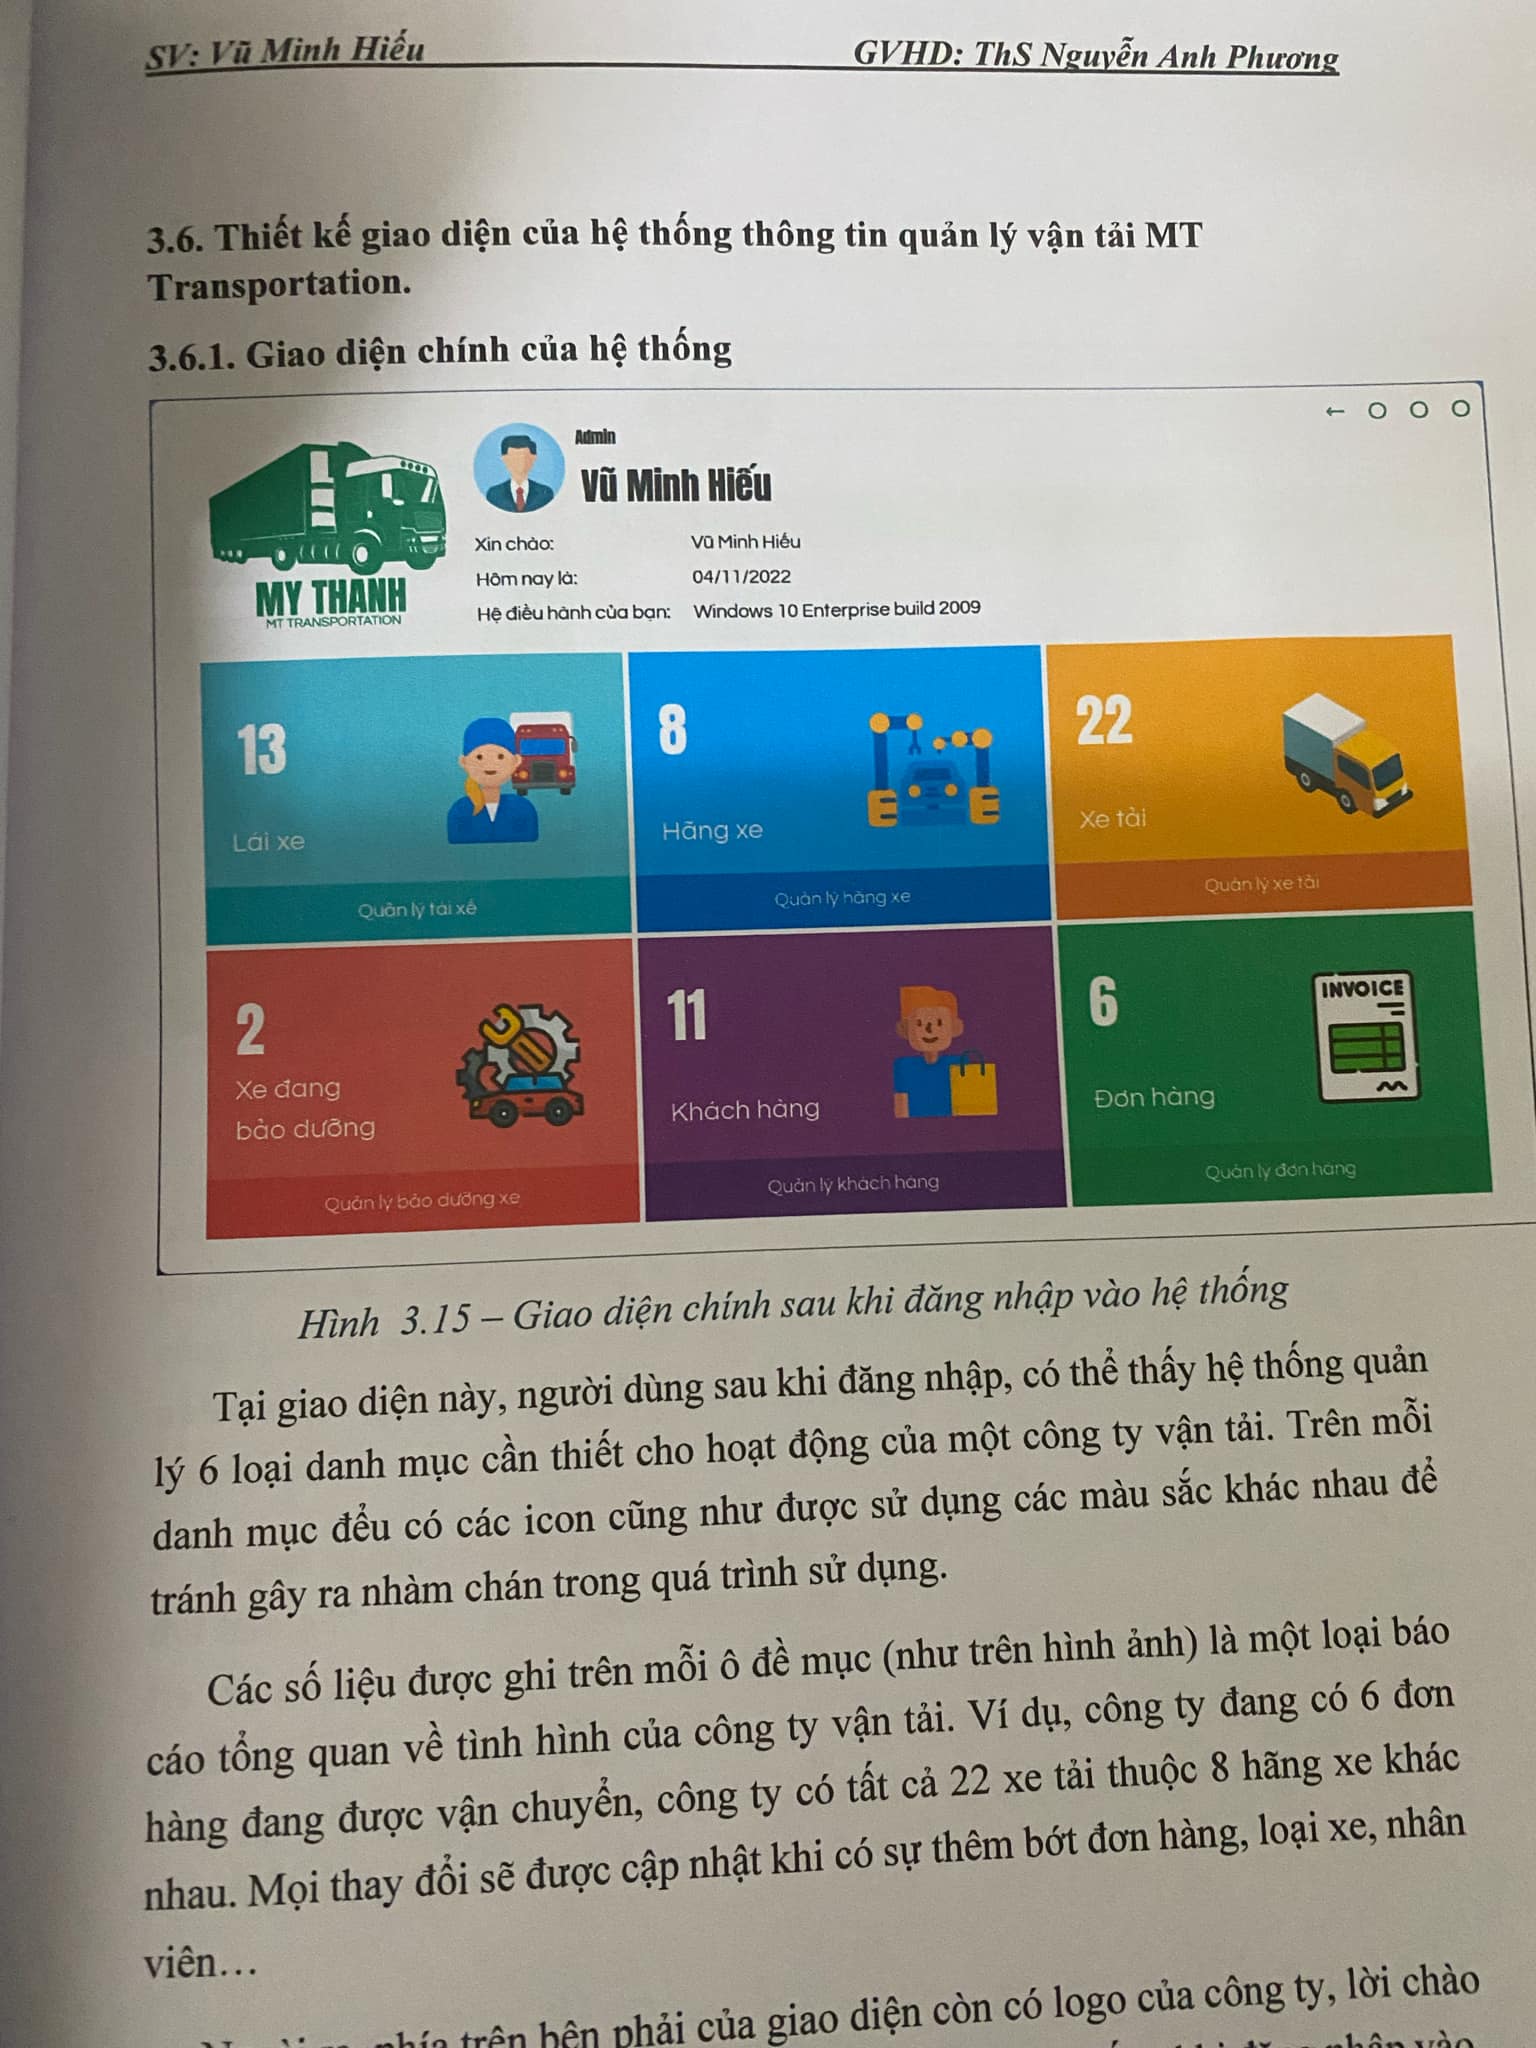 SV: Vũ Minh Hiếu GVHD: ThS Nguyễn Anh Phương
3.6. Thiết kế giao diện của hệ thống thông tin quản lý vận tải MT
Transportation.
3.6.1. Giao diện chính của hệ thống
Admin
Vũ Minh Hiếu
Xin chào: Vũ Minh Hiếu
Hôm nay là: 04/11/2022
Hệ điều hành của bạn: Windows 10 Enterprise build 2009
MY THANH
MT TRANSPORTATION
13
Lái xe
Quản lý tài xế
8
Hãng xe
Quản lý hãng xe
22
Xe tải
Quản lý xe tải
2
Xe đang
bảo dưỡng
Quản lý bảo dưỡng xe
11
Khách hàng
Quản lý khách hàng
6
Đơn hàng
INVOICE
Quản lý đơn hàng
Hình 3.15 – Giao diện chính sau khi đăng nhập vào hệ thống
Tại giao diện này, người dùng sau khi đăng nhập, có thể thấy hệ thống quản
lý 6 loại danh mục cần thiết cho hoạt động của một công ty vận tải. Trên mỗi
danh mục đểu có các icon cũng như được sử dụng các màu sắc khác nhau để
tránh gây ra nhàm chán trong quá trình sử dụng.
Các số liệu được ghi trên mỗi ô đề mục (như trên hình ảnh) là một loại báo
cáo tổng quan về tình hình của công ty vận tải. Ví dụ, công ty đang có 6 đơn
hàng đang được vận chuyển, công ty có tất cả 22 xe tải thuộc 8 hãng xe khác
nhau. Mọi thay đổi sẽ được cập nhật khi có sự thêm bớt đơn hàng, loại xe, nhân
viên…
phía trên bên phải của giao diện còn có logo của công ty, lời chào